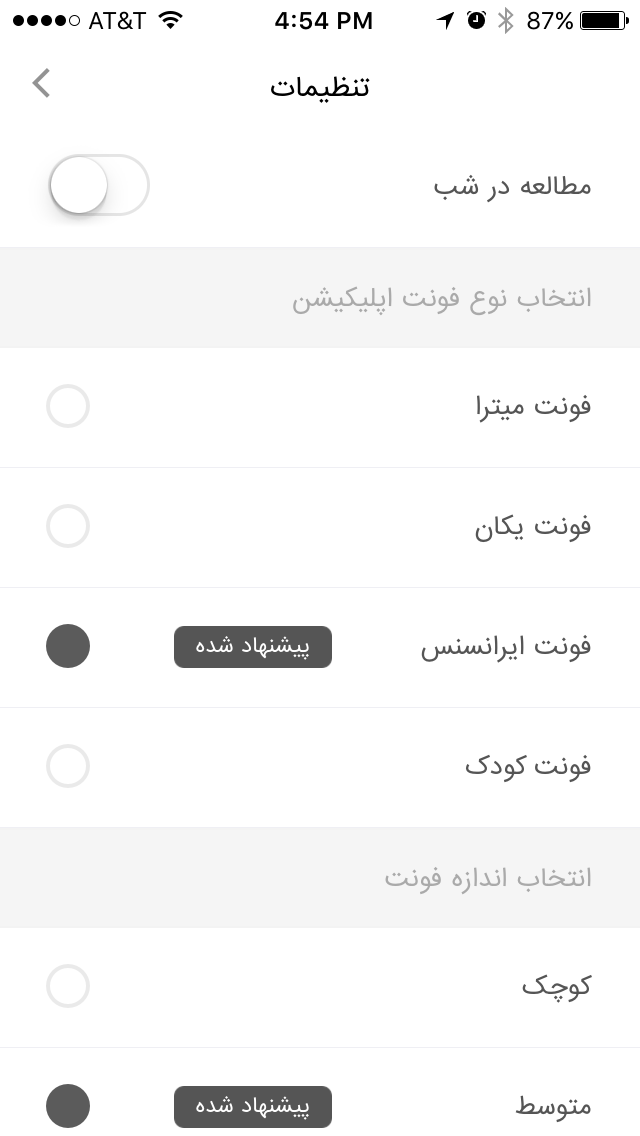 AT&T 4:54 PM 87%
تنظیمات
مطالعه در شب
انتخاب نوع فونت اپلیکیشن
فونت میترا
فونت یکان
فونت ایرانسنس پیشنهاد شده
فونت کودک
انتخاب اندازه فونت
کوچک
متوسط پیشنهاد شده